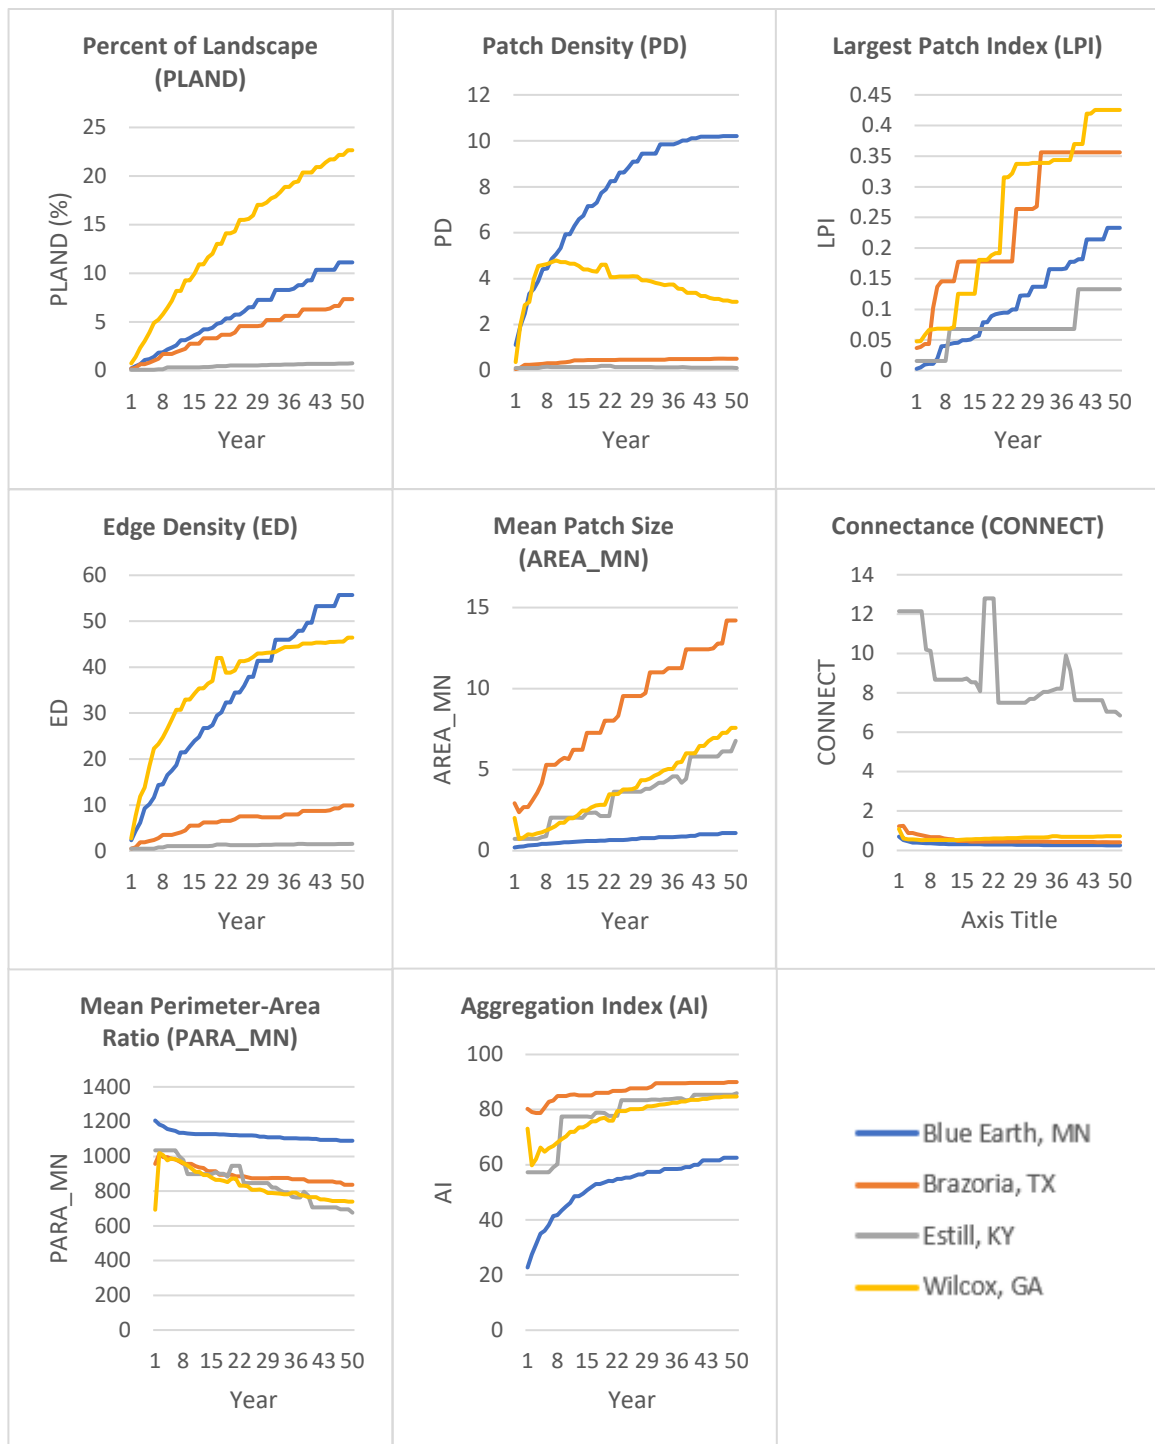 Percent of Landscape
(PLAND)
25
20
15
10
5
0
PLAND (%)
1 8 15 22 29 36 43 50
Year
Patch Density (PD)
12
10
8
6
4
2
0
PD
1 8 15 22 29 36 43 50
Year
Largest Patch Index (LPI)
0.45
0.4
0.35
0.3
0.25
0.2
0.15
0.1
0.05
0
LPI
1 8 15 22 29 36 43 50
Year
Edge Density (ED)
60
50
40
30
20
10
0
ED
1 8 15 22 29 36 43 50
Year
Mean Patch Size
(AREA_MN)
15
10
5
0
AREA_MN
1 8 15 22 29 36 43 50
Year
Connectance (CONNECT)
14
12
10
8
6
4
2
0
CONNECT
1 8 15 22 29 36 43 50
Axis Title
Mean Perimeter-Area
Ratio (PARA_MN)
1400
1200
1000
800
600
400
200
0
PARA_MN
1 8 15 22 29 36 43 50
Year
Aggregation Index (AI)
100
80
60
40
20
0
AI
1 8 15 22 29 36 43 50
Year
Blue Earth, MN
Brazoria, TX
Estill, KY
Wilcox, GA